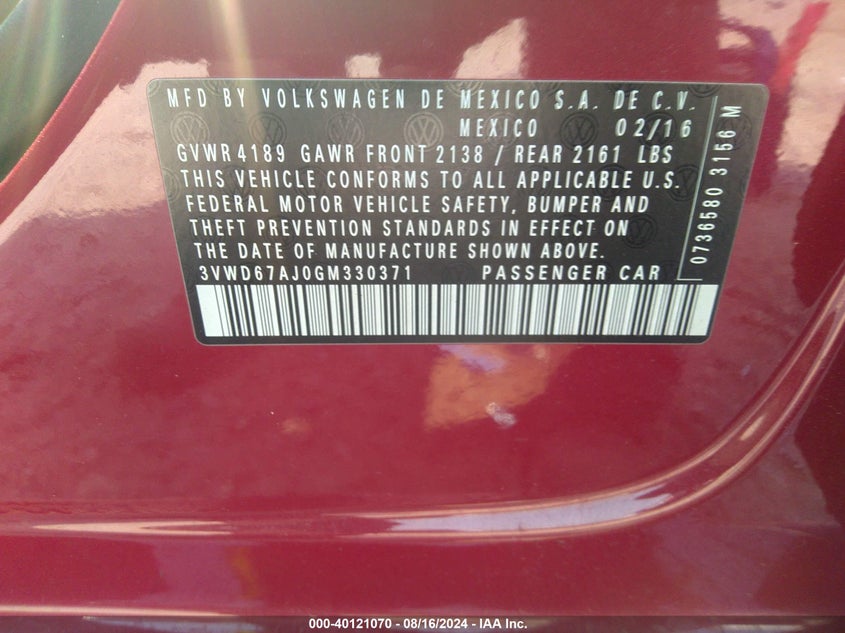 MFD BY VOLKSWAGEN DE MEXICO S.A. DE C.V.
MEXICO 02/16
GVWR 4189 GAWR FRONT 2138 / REAR 2161 LBS
THIS VEHICLE CONFORMS TO ALL APPLICABLE U.S.
FEDERAL MOTOR VEHICLE SAFETY, BUMPER AND
THEFT PREVENTION STANDARDS IN EFFECT ON
THE DATE OF MANUFACTURE SHOWN ABOVE.
3VWD67AJ0GM330371 PASSENGER CAR
0736580 3156 M
000-40121070 - 08/16/2024 - IAA Inc.